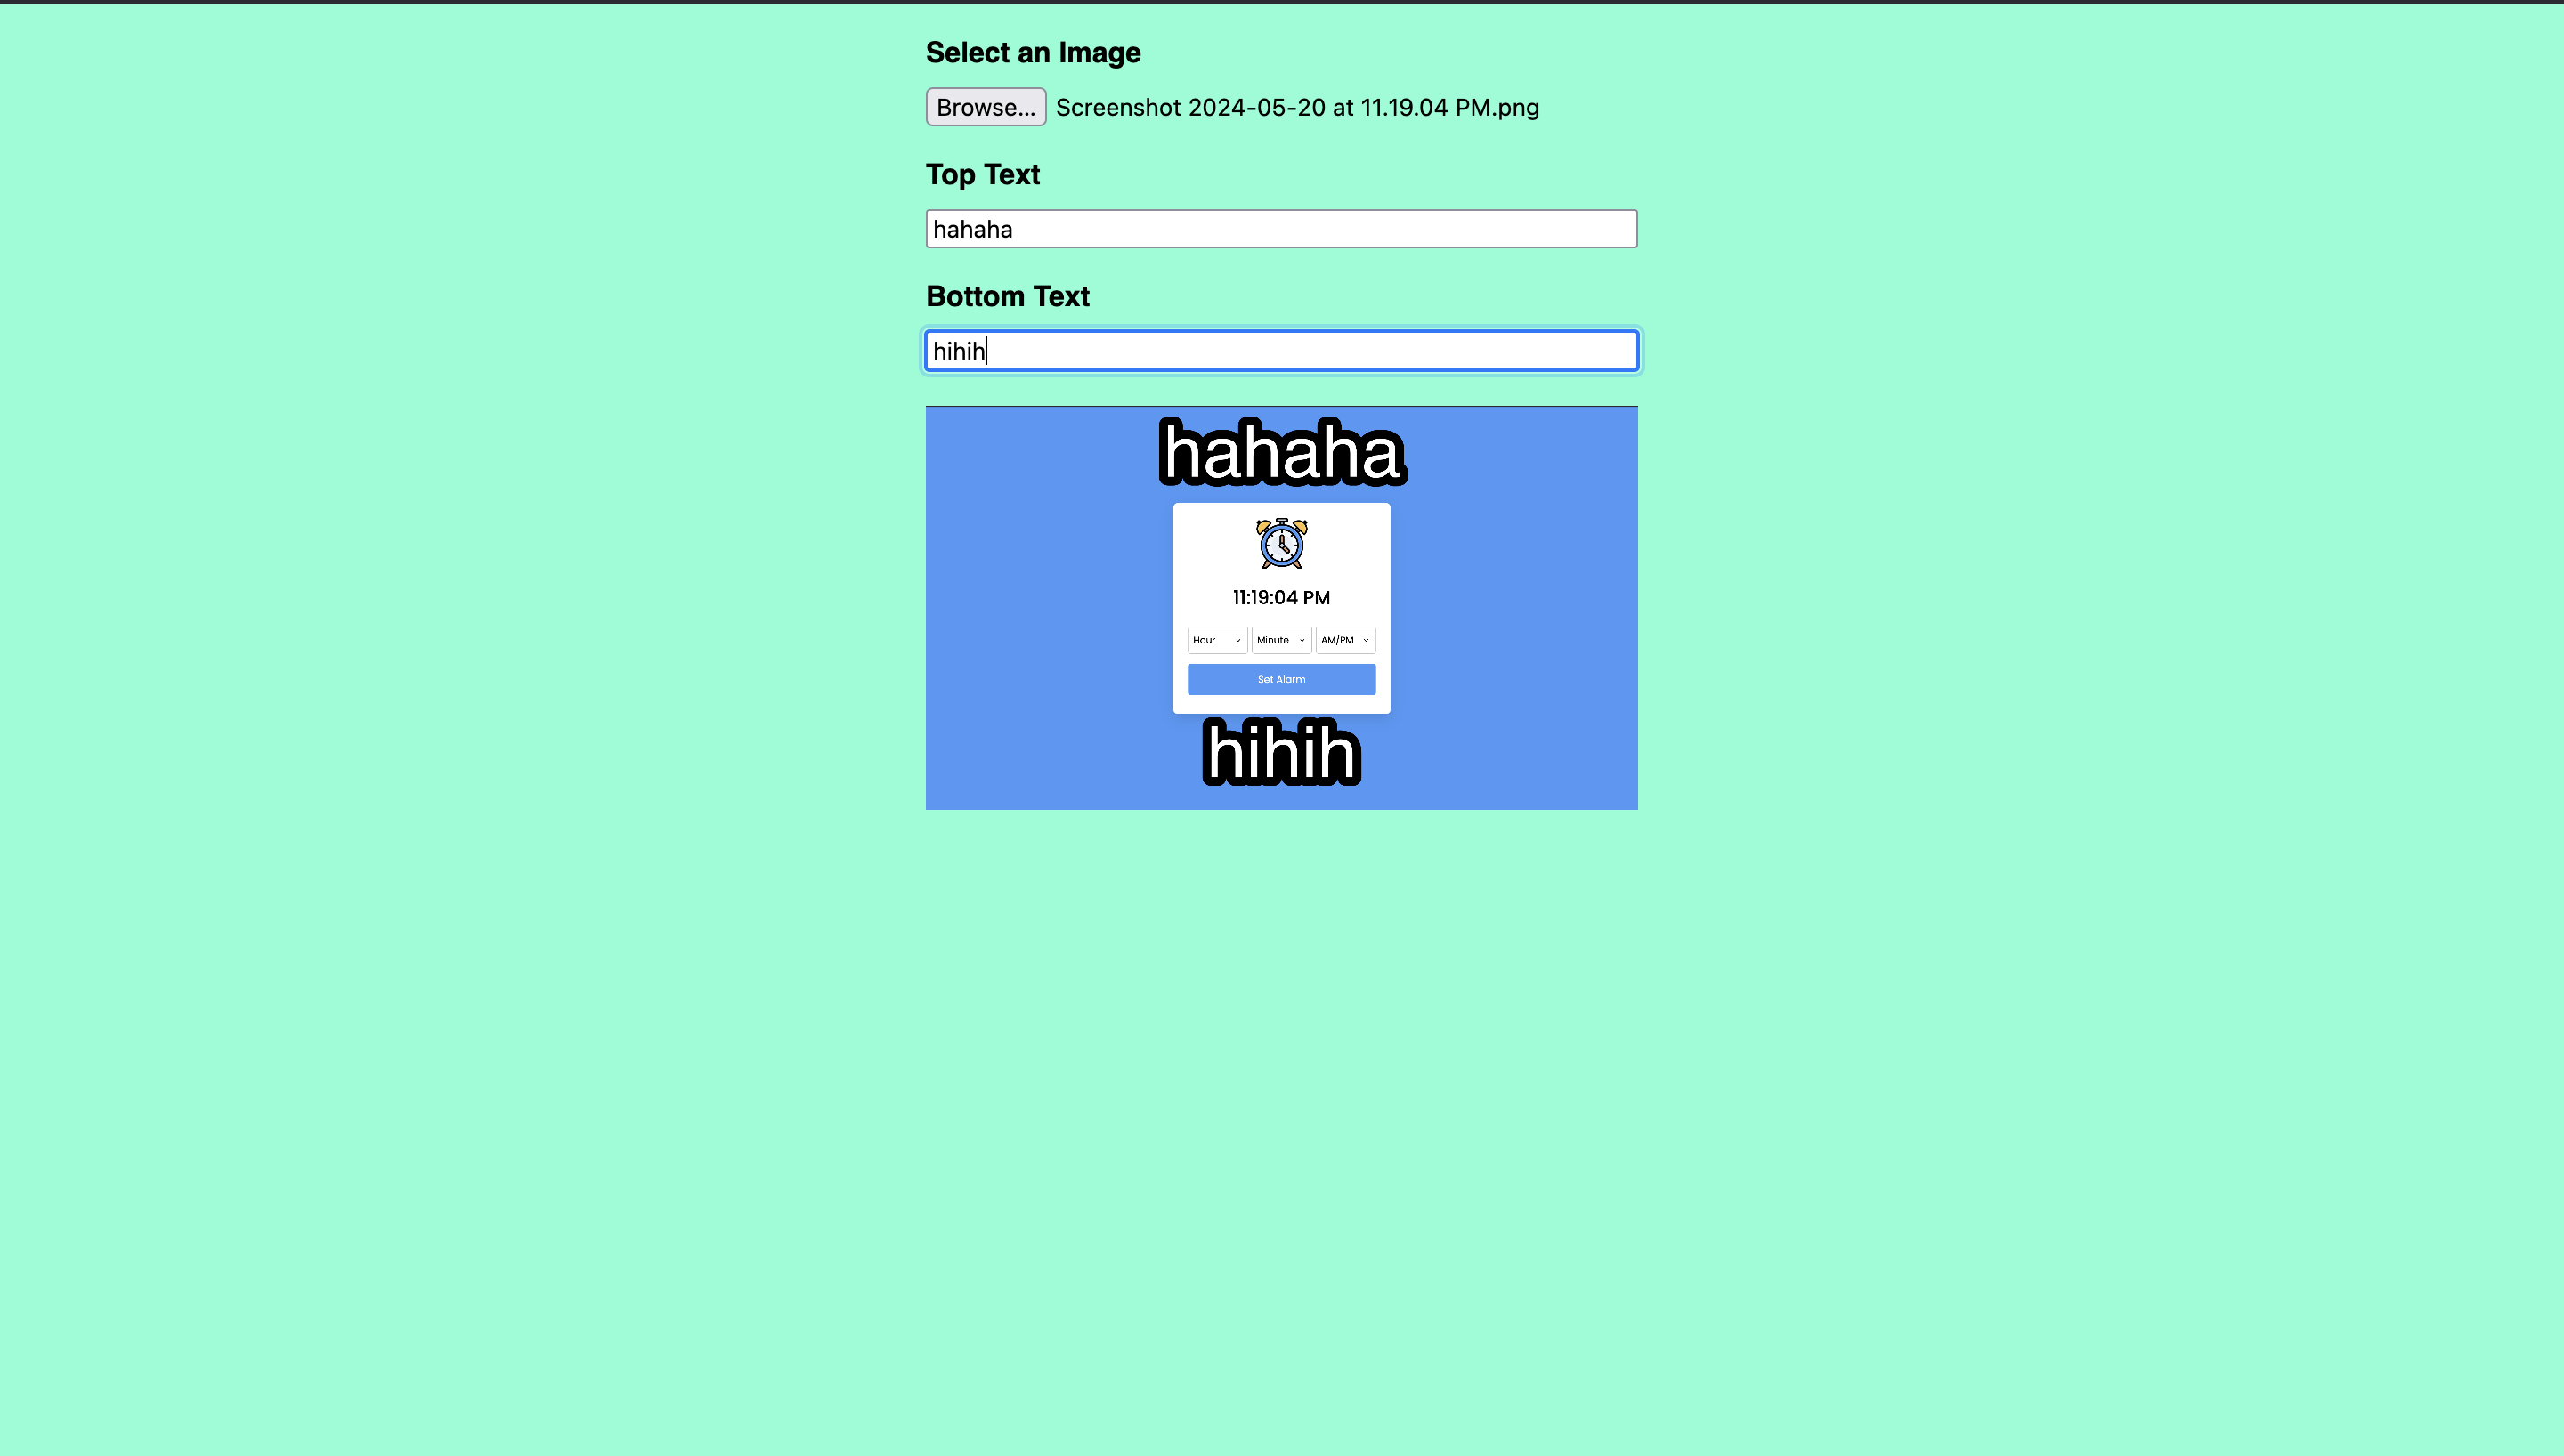 Select an Image
Browse... Screenshot 2024-05-20 at 11.19.04 PM.png
Top Text
hahaha
Bottom Text
hihih
hahaha
11:19:04 PM
Hour Minute AM/PM
Set Alarm
hihih